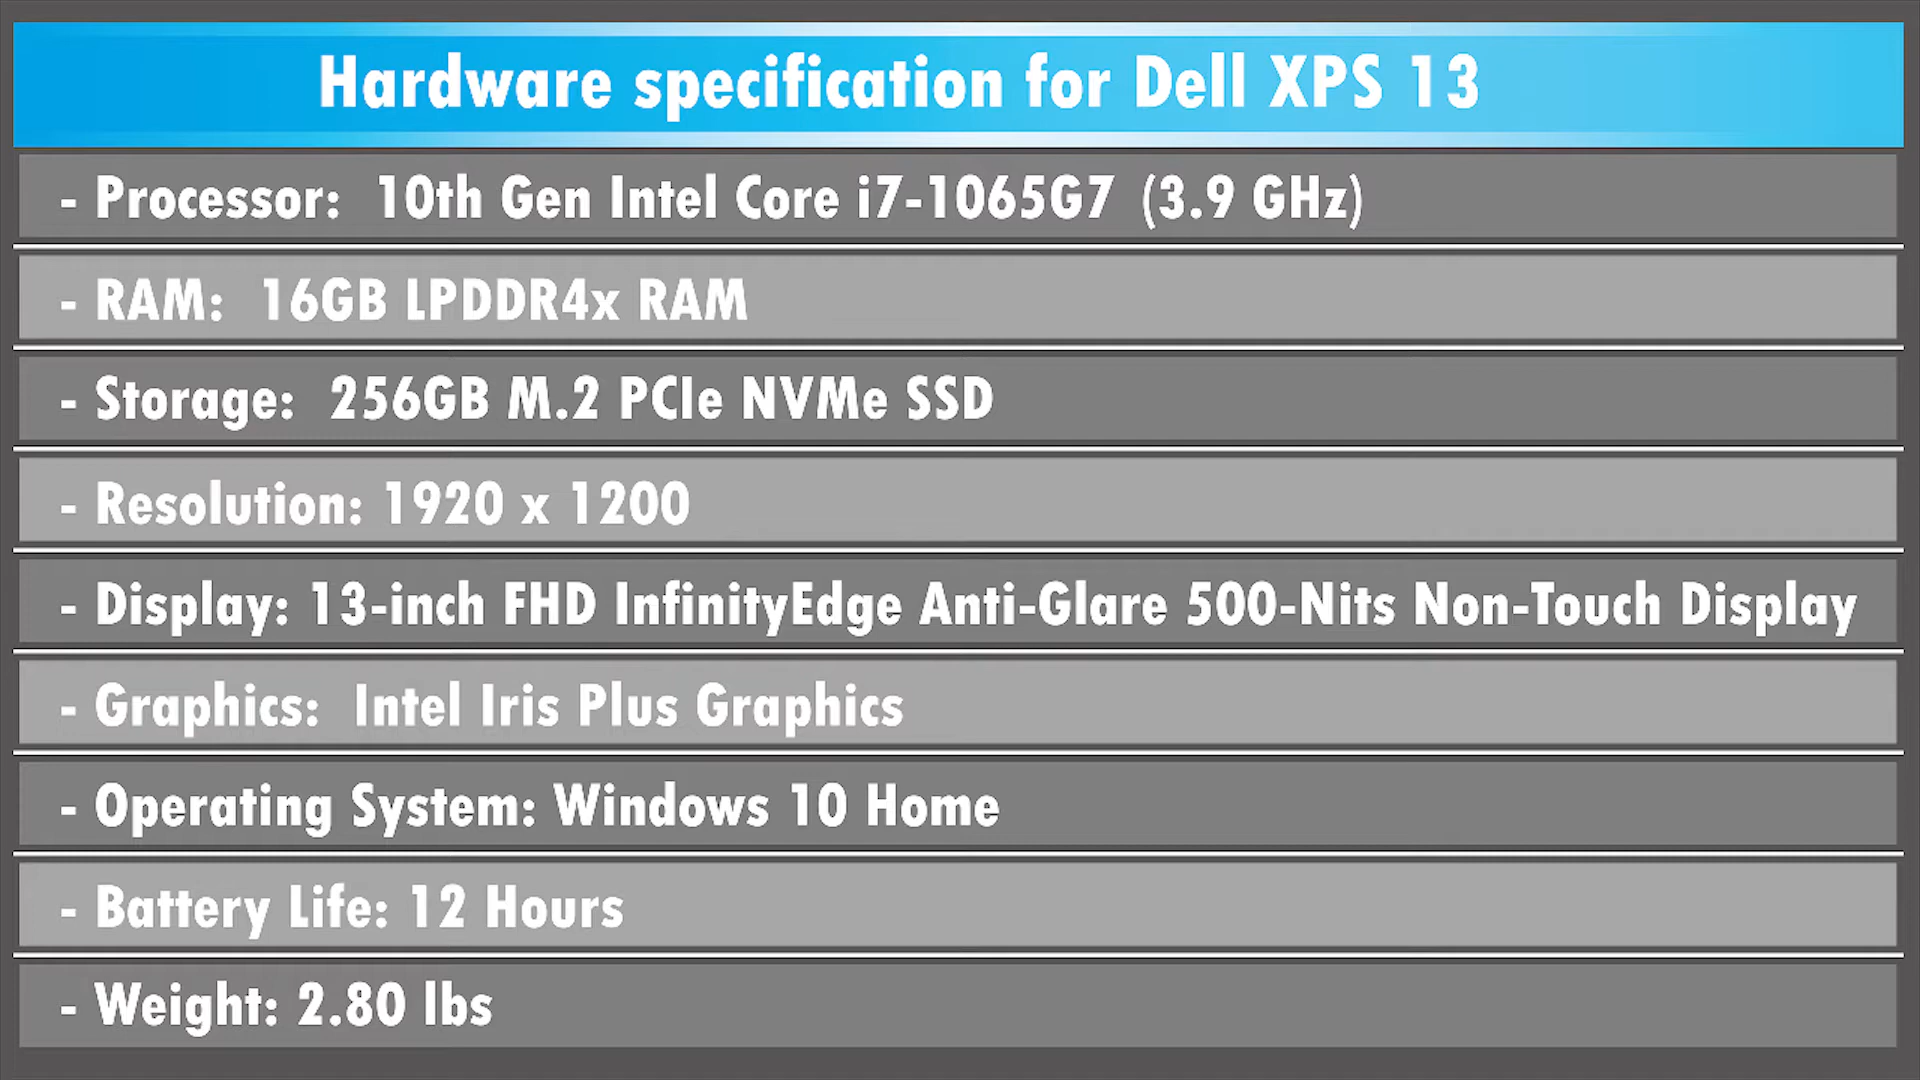 Hardware specification for Dell XPS 13
- Processor: 10th Gen Intel Core i7-1065G7 (3.9 GHz)
- RAM: 16GB LPDDR4x RAM
- Storage: 256GB M.2 PCIe NVMe SSD
- Resolution: 1920 x 1200
- Display: 13-inch FHD InfinityEdge Anti-Glare 500-Nits Non-Touch Display
- Graphics: Intel Iris Plus Graphics
- Operating System: Windows 10 Home
- Battery Life: 12 Hours
- Weight: 2.80 lbs